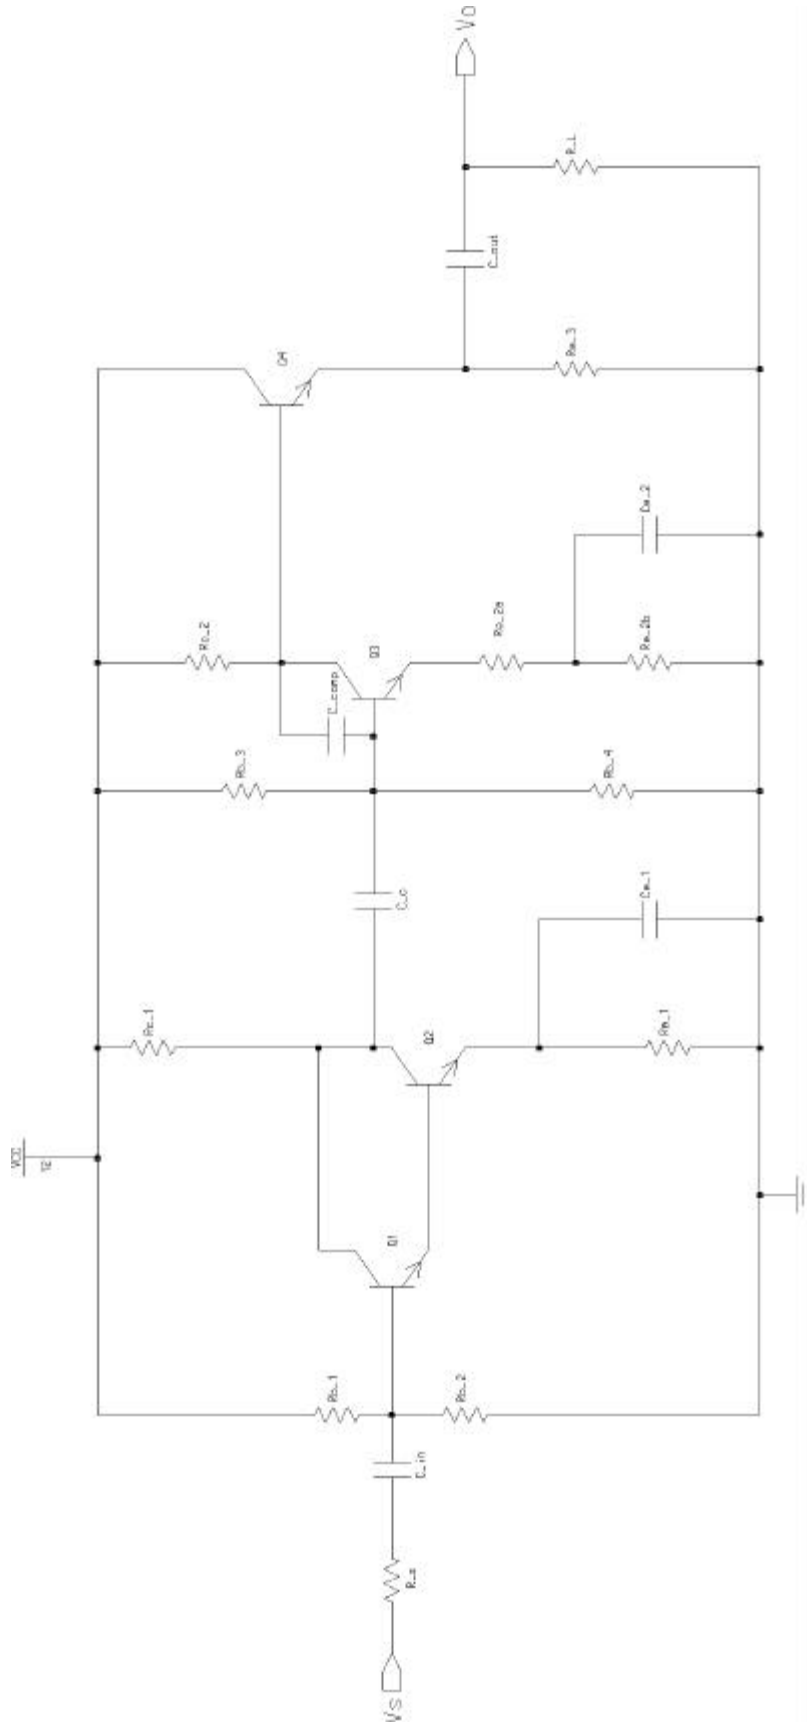 Vo
R_L
C_out
Q4
Re_3
Ce_2
Rc_2
Q3
Re_2b
C_comp
Rb_3
Rb_4
C_c
Ce_1
Rc_1
Q2
Re_1
VCC
12
Q1
Rb_1
Rb_2
C_in
R_s
Vs